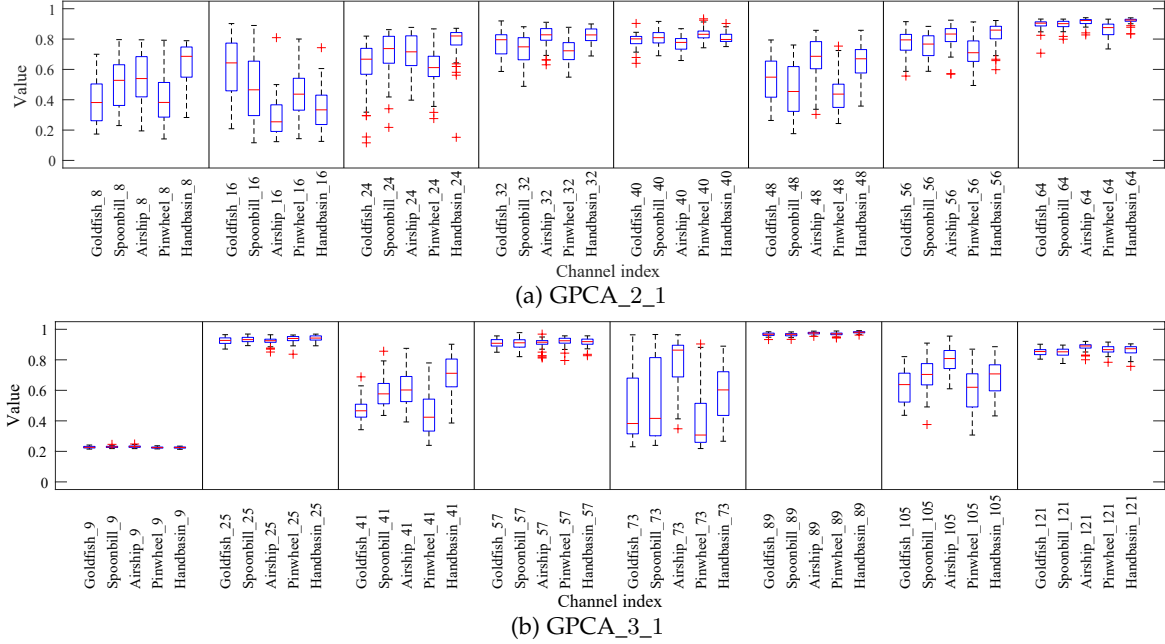 1
0.8
0.6
0.4
0.2
0
Value
Goldfish_8
Spoonbill_8
Airship_8
Pinwheel_8
Handbasin_8
Goldfish_16
Spoonbill_16
Airship_16
Pinwheel_16
Handbasin_16
Goldfish_24
Spoonbill_24
Airship_24
Pinwheel_24
Handbasin_24
Goldfish_32
Spoonbill_32
Airship_32
Pinwheel_32
Handbasin_32
Goldfish_40
Spoonbill_40
Airship_40
Pinwheel_40
Handbasin_40
Goldfish_48
Spoonbill_48
Airship_48
Pinwheel_48
Handbasin_48
Goldfish_56
Spoonbill_56
Airship_56
Pinwheel_56
Handbasin_56
Goldfish_64
Spoonbill_64
Airship_64
Pinwheel_64
Handbasin_64
Channel index
(a) GPCA_2_1
1
0.8
0.6
0.4
0.2
0
Value
Goldfish_9
Spoonbill_9
Airship_9
Pinwheel_9
Handbasin_9
Goldfish_25
Spoonbill_25
Airship_25
Pinwheel_25
Handbasin_25
Goldfish_41
Spoonbill_41
Airship_41
Pinwheel_41
Handbasin_41
Goldfish_57
Spoonbill_57
Airship_57
Pinwheel_57
Handbasin_57
Goldfish_73
Spoonbill_73
Airship_73
Pinwheel_73
Handbasin_73
Goldfish_89
Spoonbill_89
Airship_89
Pinwheel_89
Handbasin_89
Goldfish_105
Spoonbill_105
Airship_105
Pinwheel_105
Handbasin_105
Goldfish_121
Spoonbill_121
Airship_121
Pinwheel_121
Handbasin_121
Channel index
(b) GPCA_3_1